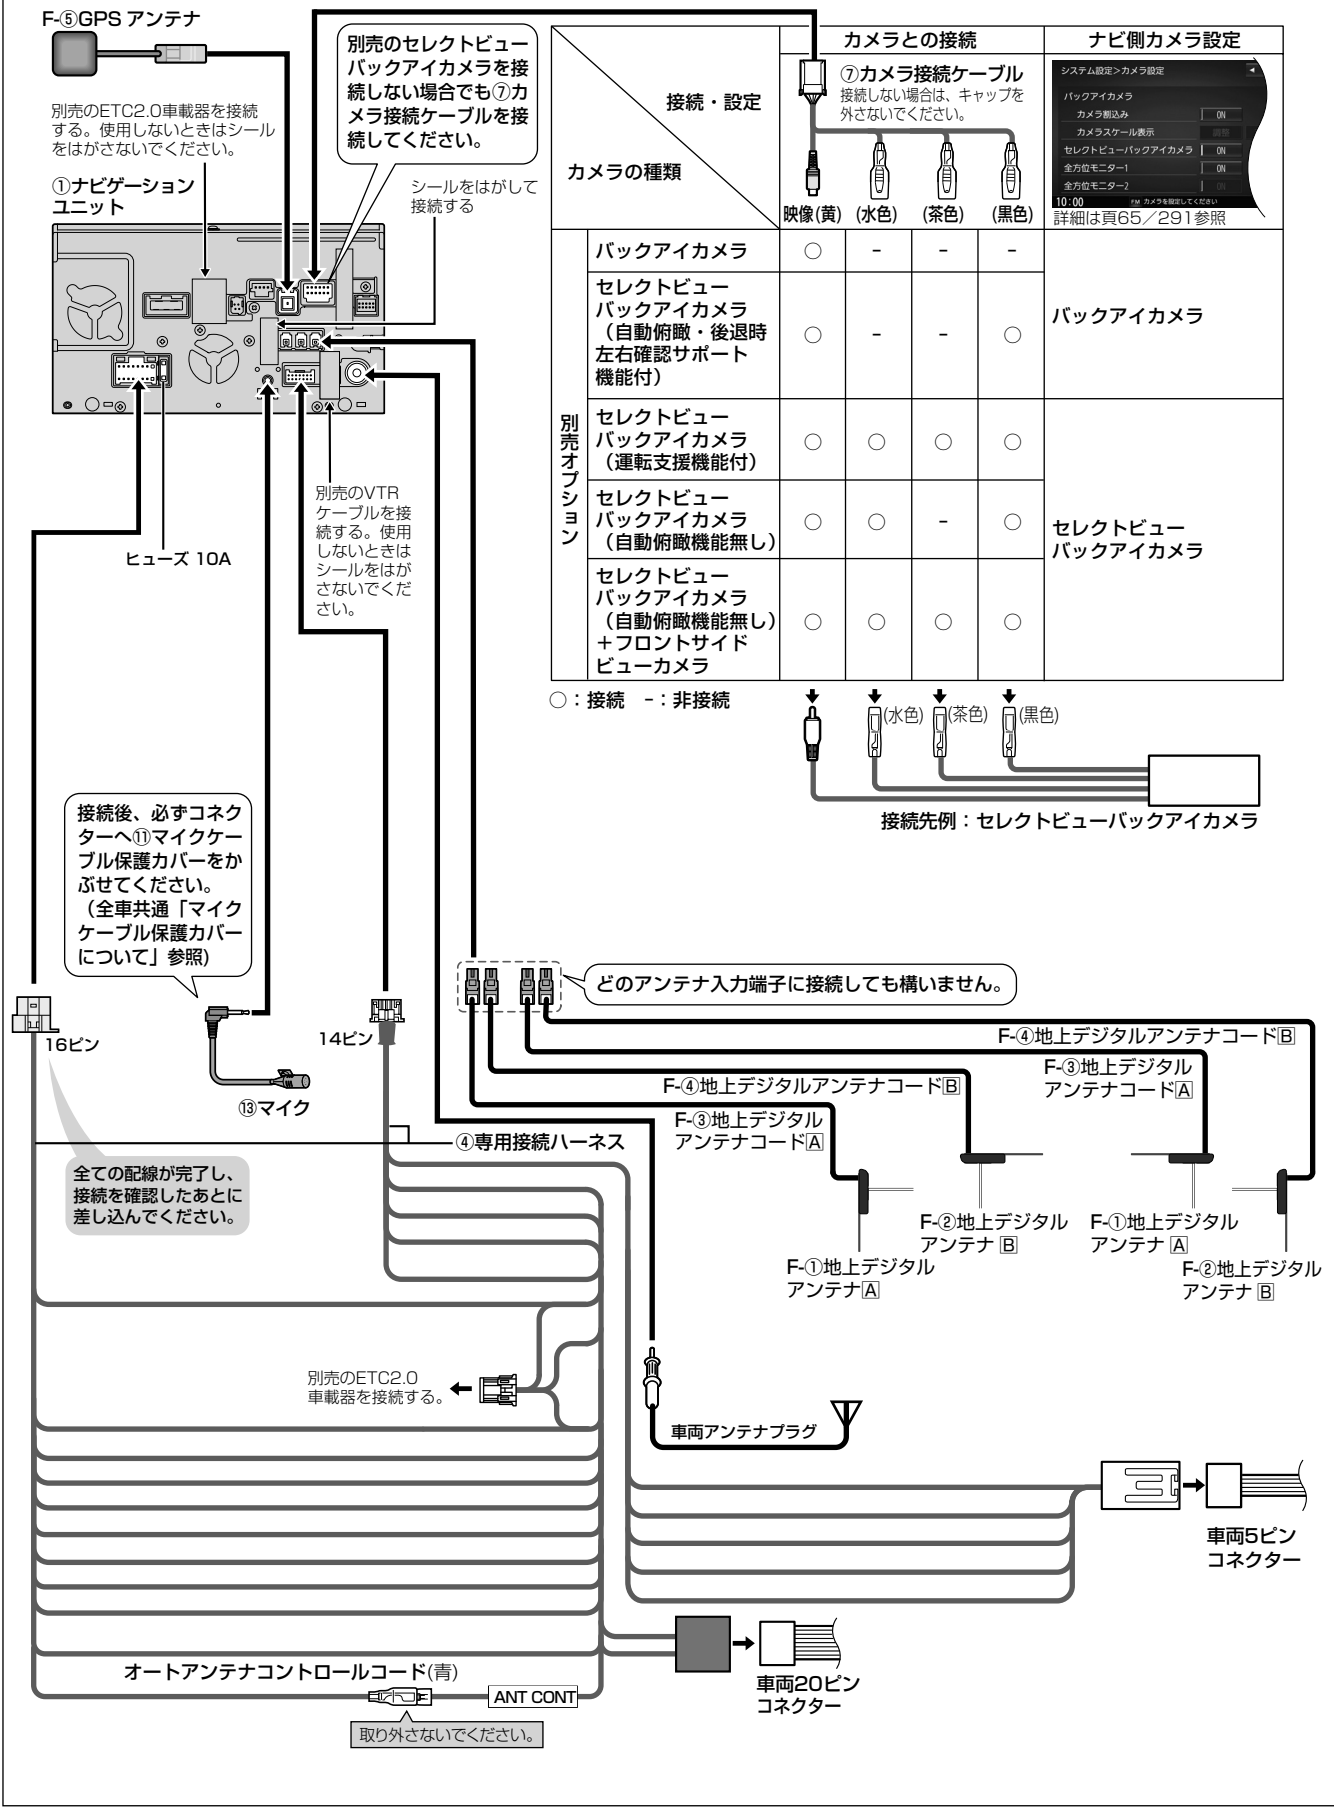 F-⑤GPS アンテナ
別売のETC2.0車載器を接続
する。使用しないときはシール
をはがさないでください。
①ナビゲーション
ユニット
別売のセレクトビュー
バックアイカメラを接
続しない場合でも⑦カ
メラ接続ケーブルを接
続してください。
シールをはがして
接続する
ヒューズ 10A
別売のVTR
ケーブルを接
続する。使用
しないときは
シールをはが
さないでくだ
さい。
接続・設定
カメラの種類
カメラとの接続
ナビ側カメラ設定
⑦カメラ接続ケーブル
接続しない場合は、キャップを
外さないでください。
映像(黄) (水色) (茶色) (黒色)
システム設定>カメラ設定
バックアイカメラ
カメラ割込み ON
カメラスケール表示 調整
セレクトビューバックアイカメラ ON
全方位モニター1 ON
全方位モニター2 ON
10:00 FM カメラを設定してください
詳細は頁65／291参照
別売オプション
バックアイカメラ ○ - - -
セレクトビュー
バックアイカメラ
（自動俯瞰・後退時
左右確認サポート
機能付） ○ - - ○
バックアイカメラ
セレクトビュー
バックアイカメラ
（運転支援機能付） ○ ○ ○ ○
セレクトビュー
バックアイカメラ
（自動俯瞰機能無し） ○ ○ - ○
セレクトビュー
バックアイカメラ
（自動俯瞰機能無し）
＋フロントサイド
ビューカメラ ○ ○ ○ ○
セレクトビュー
バックアイカメラ
○：接続 -：非接続
(水色) (茶色) (黒色)
接続先例：セレクトビューバックアイカメラ
接続後、必ずコネク
ターへ⑪マイクケー
ブル保護カバーをか
ぶせてください。
（全車共通「マイク
ケーブル保護カバー
について」参照)
どのアンテナ入力端子に接続しても構いません。
16ピン
14ピン
⑬マイク
F-④地上デジタルアンテナコードB
F-③地上デジタル
アンテナコードA
F-④地上デジタルアンテナコードB
F-③地上デジタル
アンテナコードA
④専用接続ハーネス
全ての配線が完了し、
接続を確認したあとに
差し込んでください。
F-②地上デジタル
アンテナ B
F-①地上デジタル
アンテナ A
F-①地上デジタル
アンテナA
F-②地上デジタル
アンテナ B
別売のETC2.0
車載器を接続する。
車両アンテナプラグ
車両5ピン
コネクター
オートアンテナコントロールコード(青)
ANT CONT
取り外さないでください。
車両20ピン
コネクター